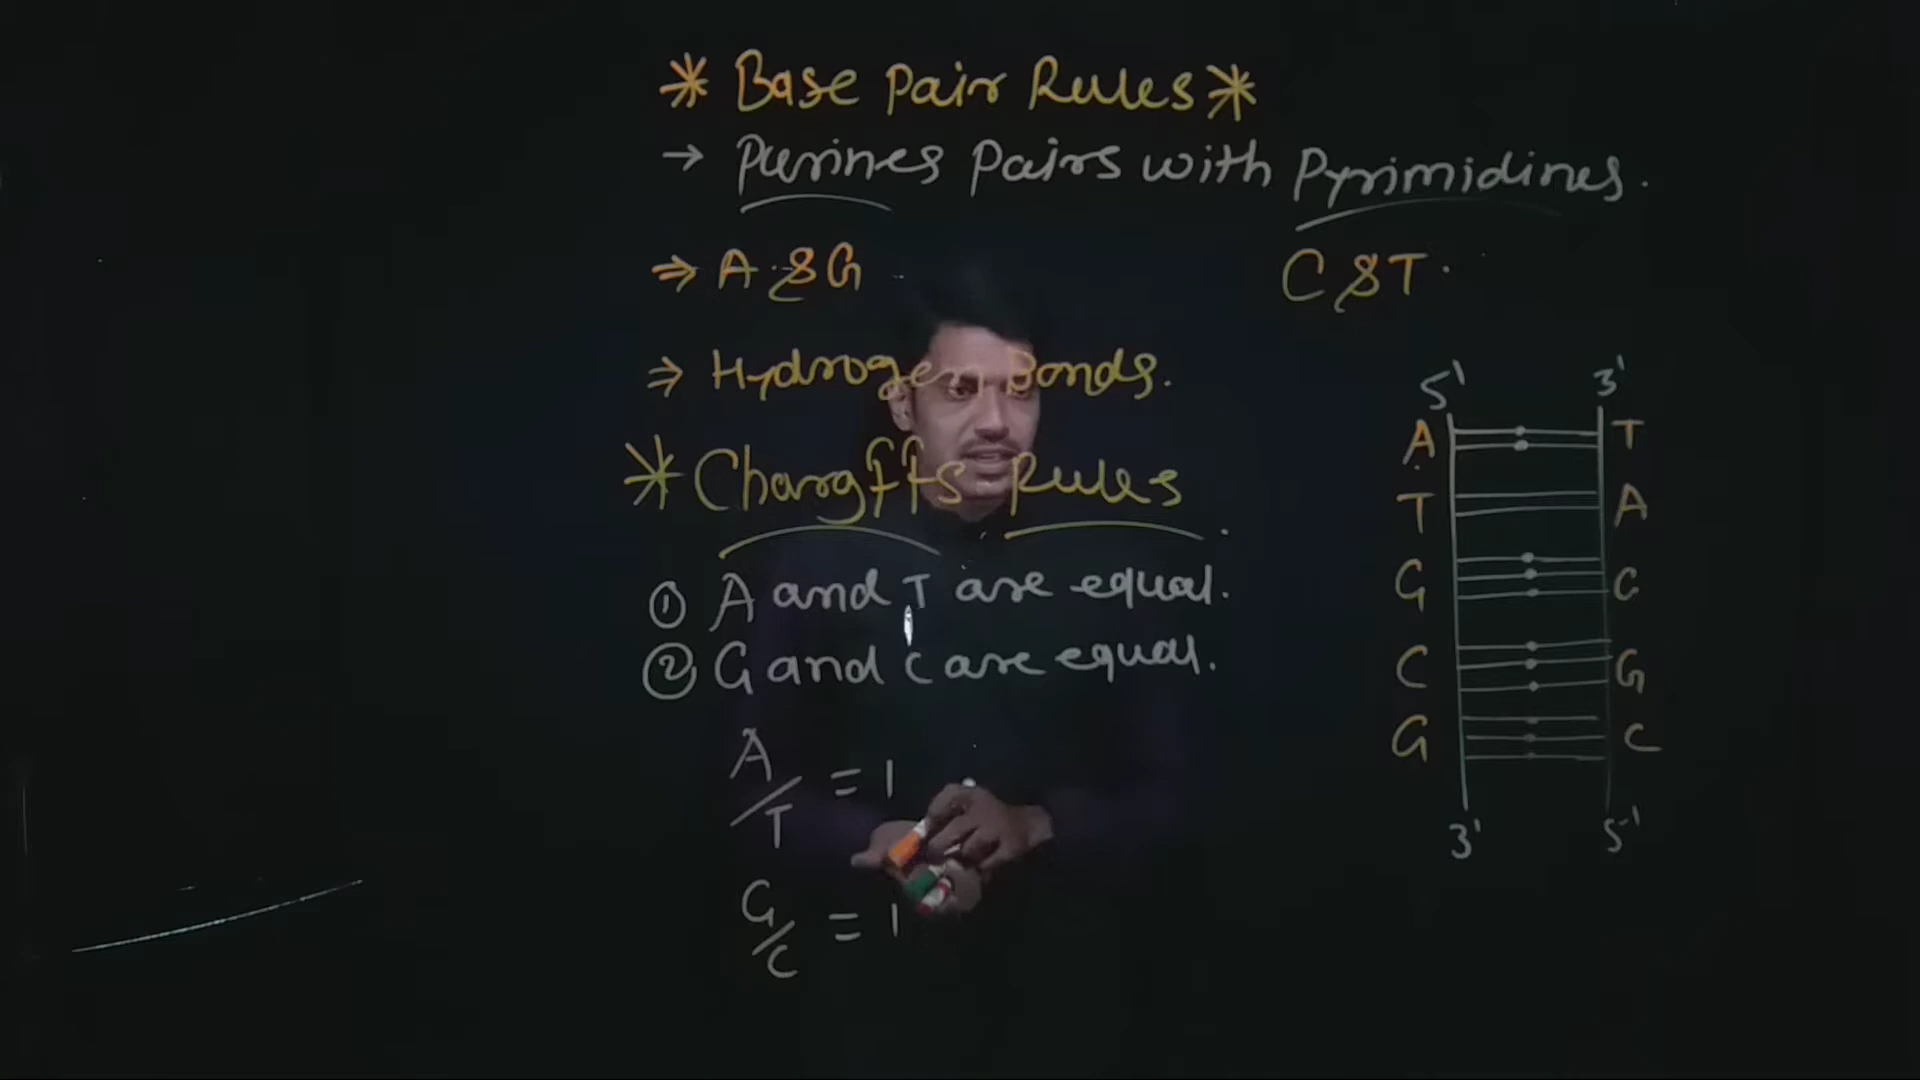 * Base Pair Rules *
→ Purines Pairs with Pyrimidines.
⇒ A & G C & T.
⇒ Hydrogen Bonds.
* Chargffs Rules.
① A and T are equal.
② G and C are equal.
A/T = 1
G/C = 1
5' 3'
A T
T A
G C
C G
G C
3' 5'